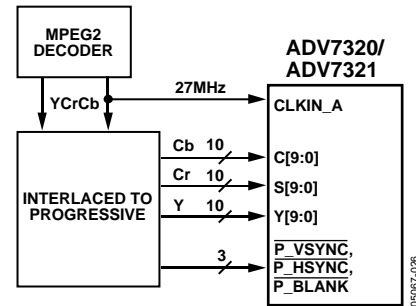 MPEG2
DECODER
YCrCb
27MHz
ADV7320/
ADV7321
CLKIN_A
INTERLACED TO
PROGRESSIVE
Cb 10
C[9:0]
Cr 10
S[9:0]
Y 10
Y[9:0]
3
P_VSYNC,
P_HSYNC,
P_BLANK
05067-026